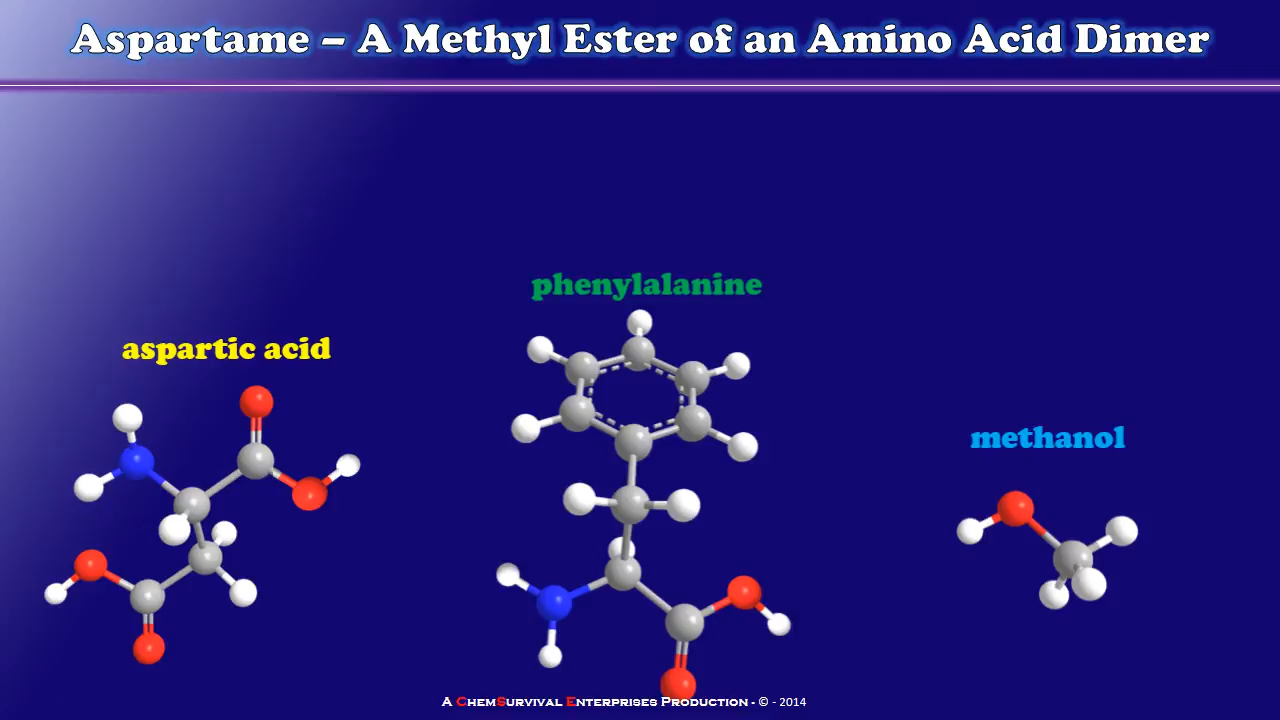 Aspartame – A Methyl Ester of an Amino Acid Dimer
phenylalanine
aspartic acid
methanol
A ChemSurvival Enterprises Production - © - 2014